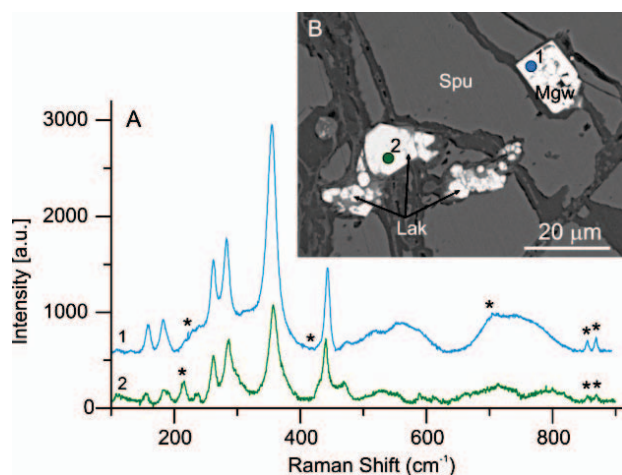 B
1
Spu
Mgw
2
Lak
20 μm
A
3000
2000
1000
0
Intensity [a.u.]
*
*
*
* *
1
*
**
2
200
400
600
800
Raman Shift (cm⁻¹)